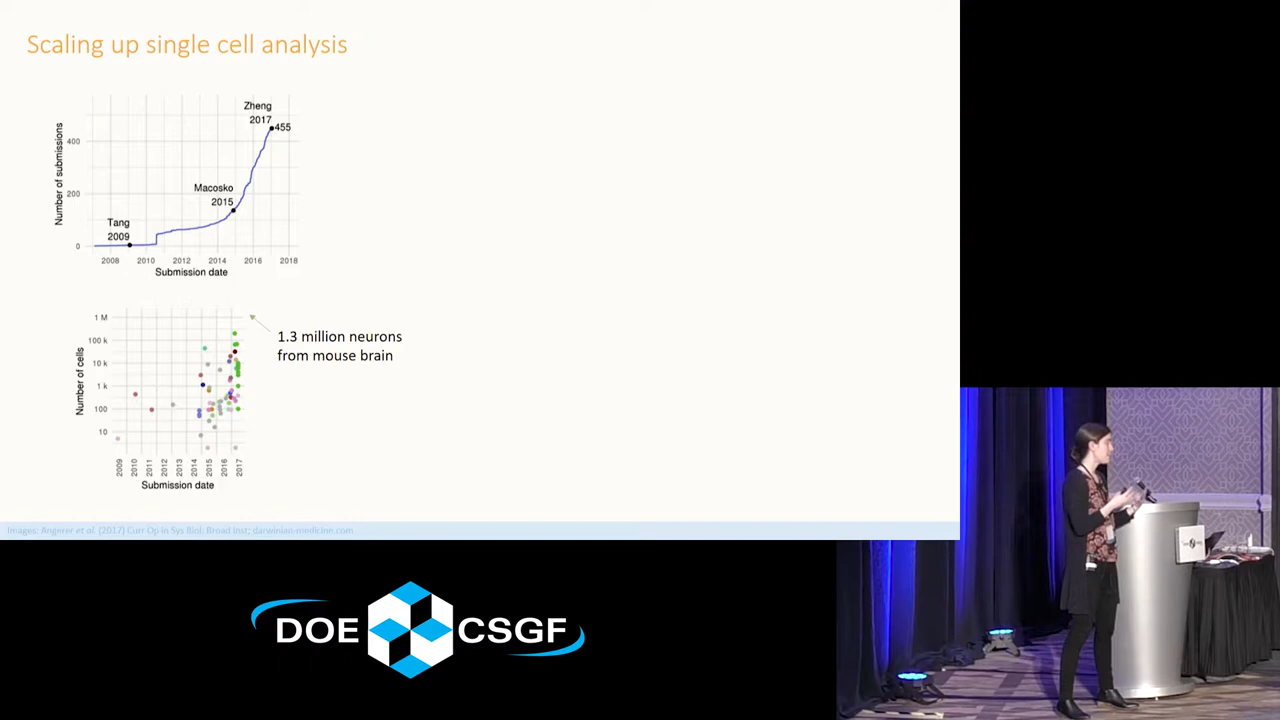 Scaling up single cell analysis
Number of submissions
400
200
0
Tang
2009
Macosko
2015
Zheng
2017
455
2008 2010 2012 2014 2016 2018
Submission date
Number of cells
1 M
100 k
10 k
1 k
100
10
2009 2010 2011 2012 2013 2014 2015 2016 2017
Submission date
1.3 million neurons
from mouse brain
Images: Angerer et al. (2017) Curr Op in Sys Biol; Broad Inst; darwinian-medicine.com
DOE CSGF